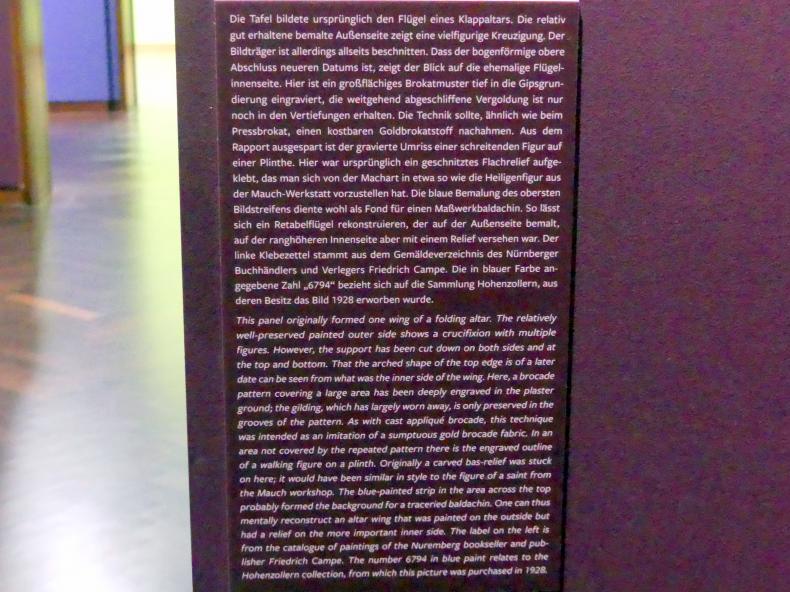 Die Tafel bildete ursprünglich den Flügel eines Klappaltars. Die relativ
gut erhaltene bemalte Außenseite zeigt eine vielfigurige Kreuzigung. Der
Bildträger ist allerdings allseits beschnitten. Dass der bogenförmige obere
Abschluss neueren Datums ist, zeigt der Blick auf die ehemalige Flügel-
innenseite. Hier ist ein großflächiges Brokatmuster tief in die Gipsgrun-
dierung eingraviert, die weitgehend abgeschliffene Vergoldung ist nur
noch in den Vertiefungen erhalten. Die Technik sollte, ähnlich wie beim
Pressbrokat, einen kostbaren Goldbrokatstoff nachahmen. Aus dem
Rapport ausgespart ist der gravierte Umriss einer schreitenden Figur auf
einer Plinthe. Hier war ursprünglich ein geschnitztes Flachrelief aufge-
klebt, das man sich von der Machart in etwa so wie die Heiligenfigur aus
der Mauch-Werkstatt vorzustellen hat. Die blaue Bemalung des obersten
Bildstreifens diente wohl als Fond für einen Maßwerkbaldachin. So lässt
sich ein Retabelflügel rekonstruieren, der auf der Außenseite bemalt,
auf der ranghöheren Innenseite aber mit einem Relief versehen war. Der
linke Klebezettel stammt aus dem Gemäldeverzeichnis des Nürnberger
Buchhändlers und Verlegers Friedrich Campe. Die in blauer Farbe an-
gegebene Zahl „6794“ bezieht sich auf die Sammlung Hohenzollern, aus
deren Besitz das Bild 1928 erworben wurde.
This panel originally formed one wing of a folding altar. The relatively
well-preserved painted outer side shows a crucifixion with multiple
figures. However, the support has been cut down on both sides and at
the top and bottom. That the arched shape of the top edge is of a later
date can be seen from what was the inner side of the wing. Here, a brocade
pattern covering a large area has been deeply engraved in the plaster
ground; the gilding, which has largely worn away, is only preserved in the
grooves of the pattern. As with cast appliqué brocade, this technique
was intended as an imitation of a sumptuous gold brocade fabric. In an
area not covered by the repeated pattern there is the engraved outline
of a walking figure on a plinth. Originally a carved bas-relief was stuck
on here; it would have been similar in style to the figure of a saint from
the Mauch workshop. The blue-painted strip in the area across the top
probably formed the background for a traceried baldachin. One can thus
mentally reconstruct an altar wing that was painted on the outside but
had a relief on the more important inner side. The label on the left is
from the catalogue of paintings of the Nuremberg bookseller and pub-
lisher Friedrich Campe. The number 6794 in blue paint relates to the
Hohenzollern collection, from which this picture was purchased in 1928.